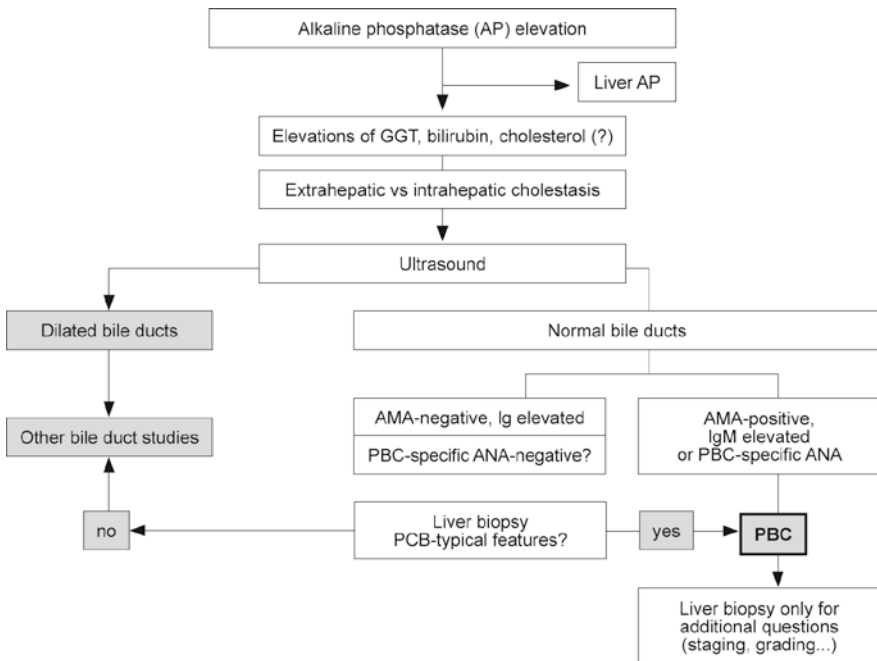 Alkaline phosphatase (AP) elevation
Liver AP
Elevations of GGT, bilirubin, cholesterol (?)
Extrahepatic vs intrahepatic cholestasis
Ultrasound
Dilated bile ducts
Normal bile ducts
AMA-negative, Ig elevated
PBC-specific ANA-negative?
AMA-positive,
IgM elevated
or PBC-specific ANA
Other bile duct studies
no
Liver biopsy
PCB-typical features?
yes
PBC
Liver biopsy only for
additional questions
(staging, grading...)